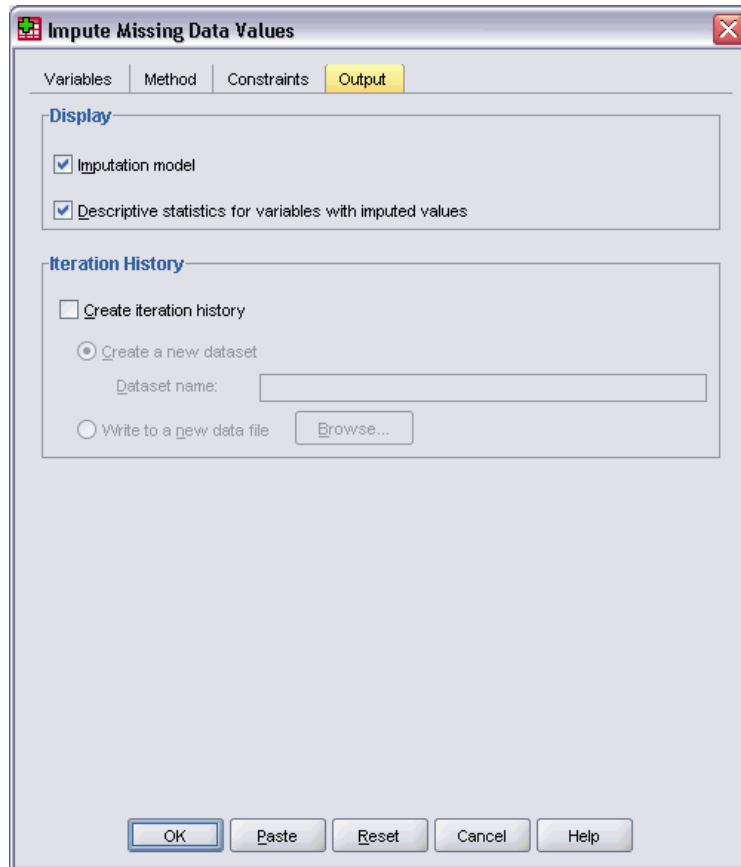 Impute Missing Data Values
Variables Method Constraints Output
Display
Imputation model
Descriptive statistics for variables with imputed values
Iteration History
Create iteration history
Create a new dataset
Dataset name:
Write to a new data file Browse...
OK Paste Reset Cancel Help